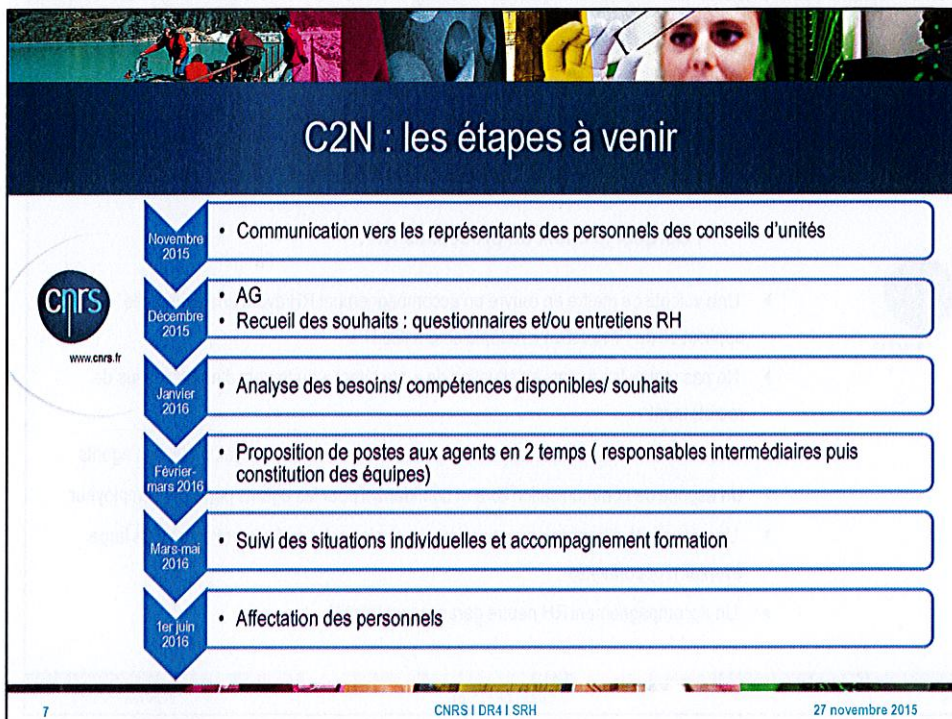 C2N : les étapes à venir
cnrs
www.cnrs.fr
Novembre
2015
• Communication vers les représentants des personnels des conseils d'unités
Décembre
2015
• AG
• Recueil des souhaits : questionnaires et/ou entretiens RH
Janvier
2016
• Analyse des besoins/ compétences disponibles/ souhaits
Février-
mars 2016
• Proposition de postes aux agents en 2 temps ( responsables intermédiaires puis
constitution des équipes)
Mars-mai
2016
• Suivi des situations individuelles et accompagnement formation
1er juin
2016
• Affectation des personnels
7
CNRS I DR4 I SRH
27 novembre 2015